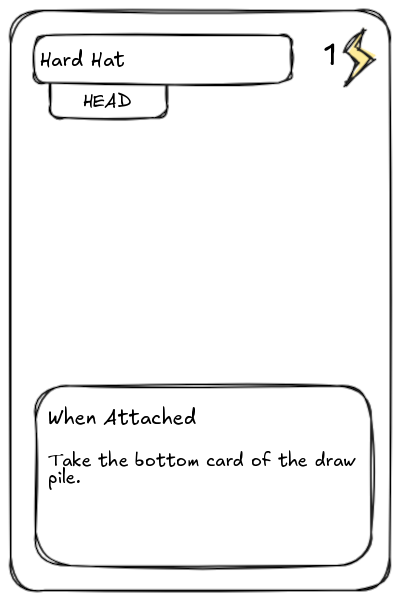 Hard Hat
1
HEAD
When Attached
Take the bottom card of the draw
pile.